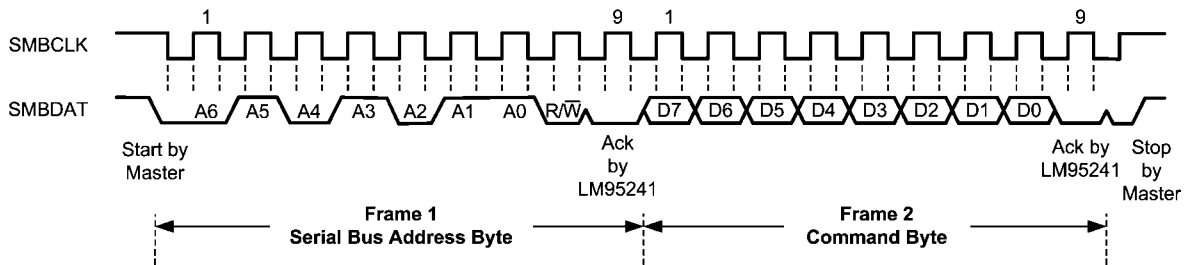 1 9 1 9
SMBCLK
SMBDAT A6 A5 A4 A3 A2 A1 A0 R/W̅ D7 D6 D5 D4 D3 D2 D1 D0
Start by
Master
Ack
by
LM95241
Ack by
LM95241
Stop
by
Master
Frame 1
Serial Bus Address Byte
Frame 2
Command Byte